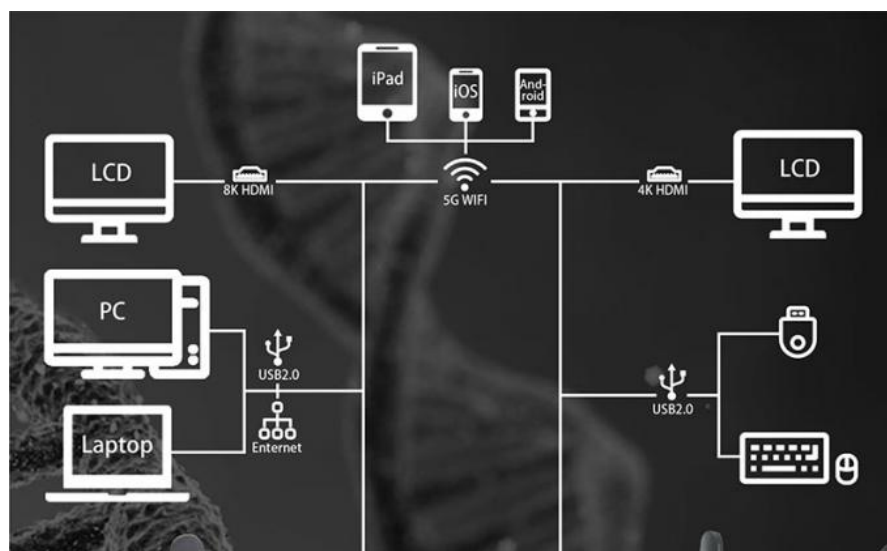 iPad
iOS
And-
roid
LCD
8K HDMI
5G WIFI
4K HDMI
LCD
PC
USB2.0
Enternet
Laptop
USB2.0